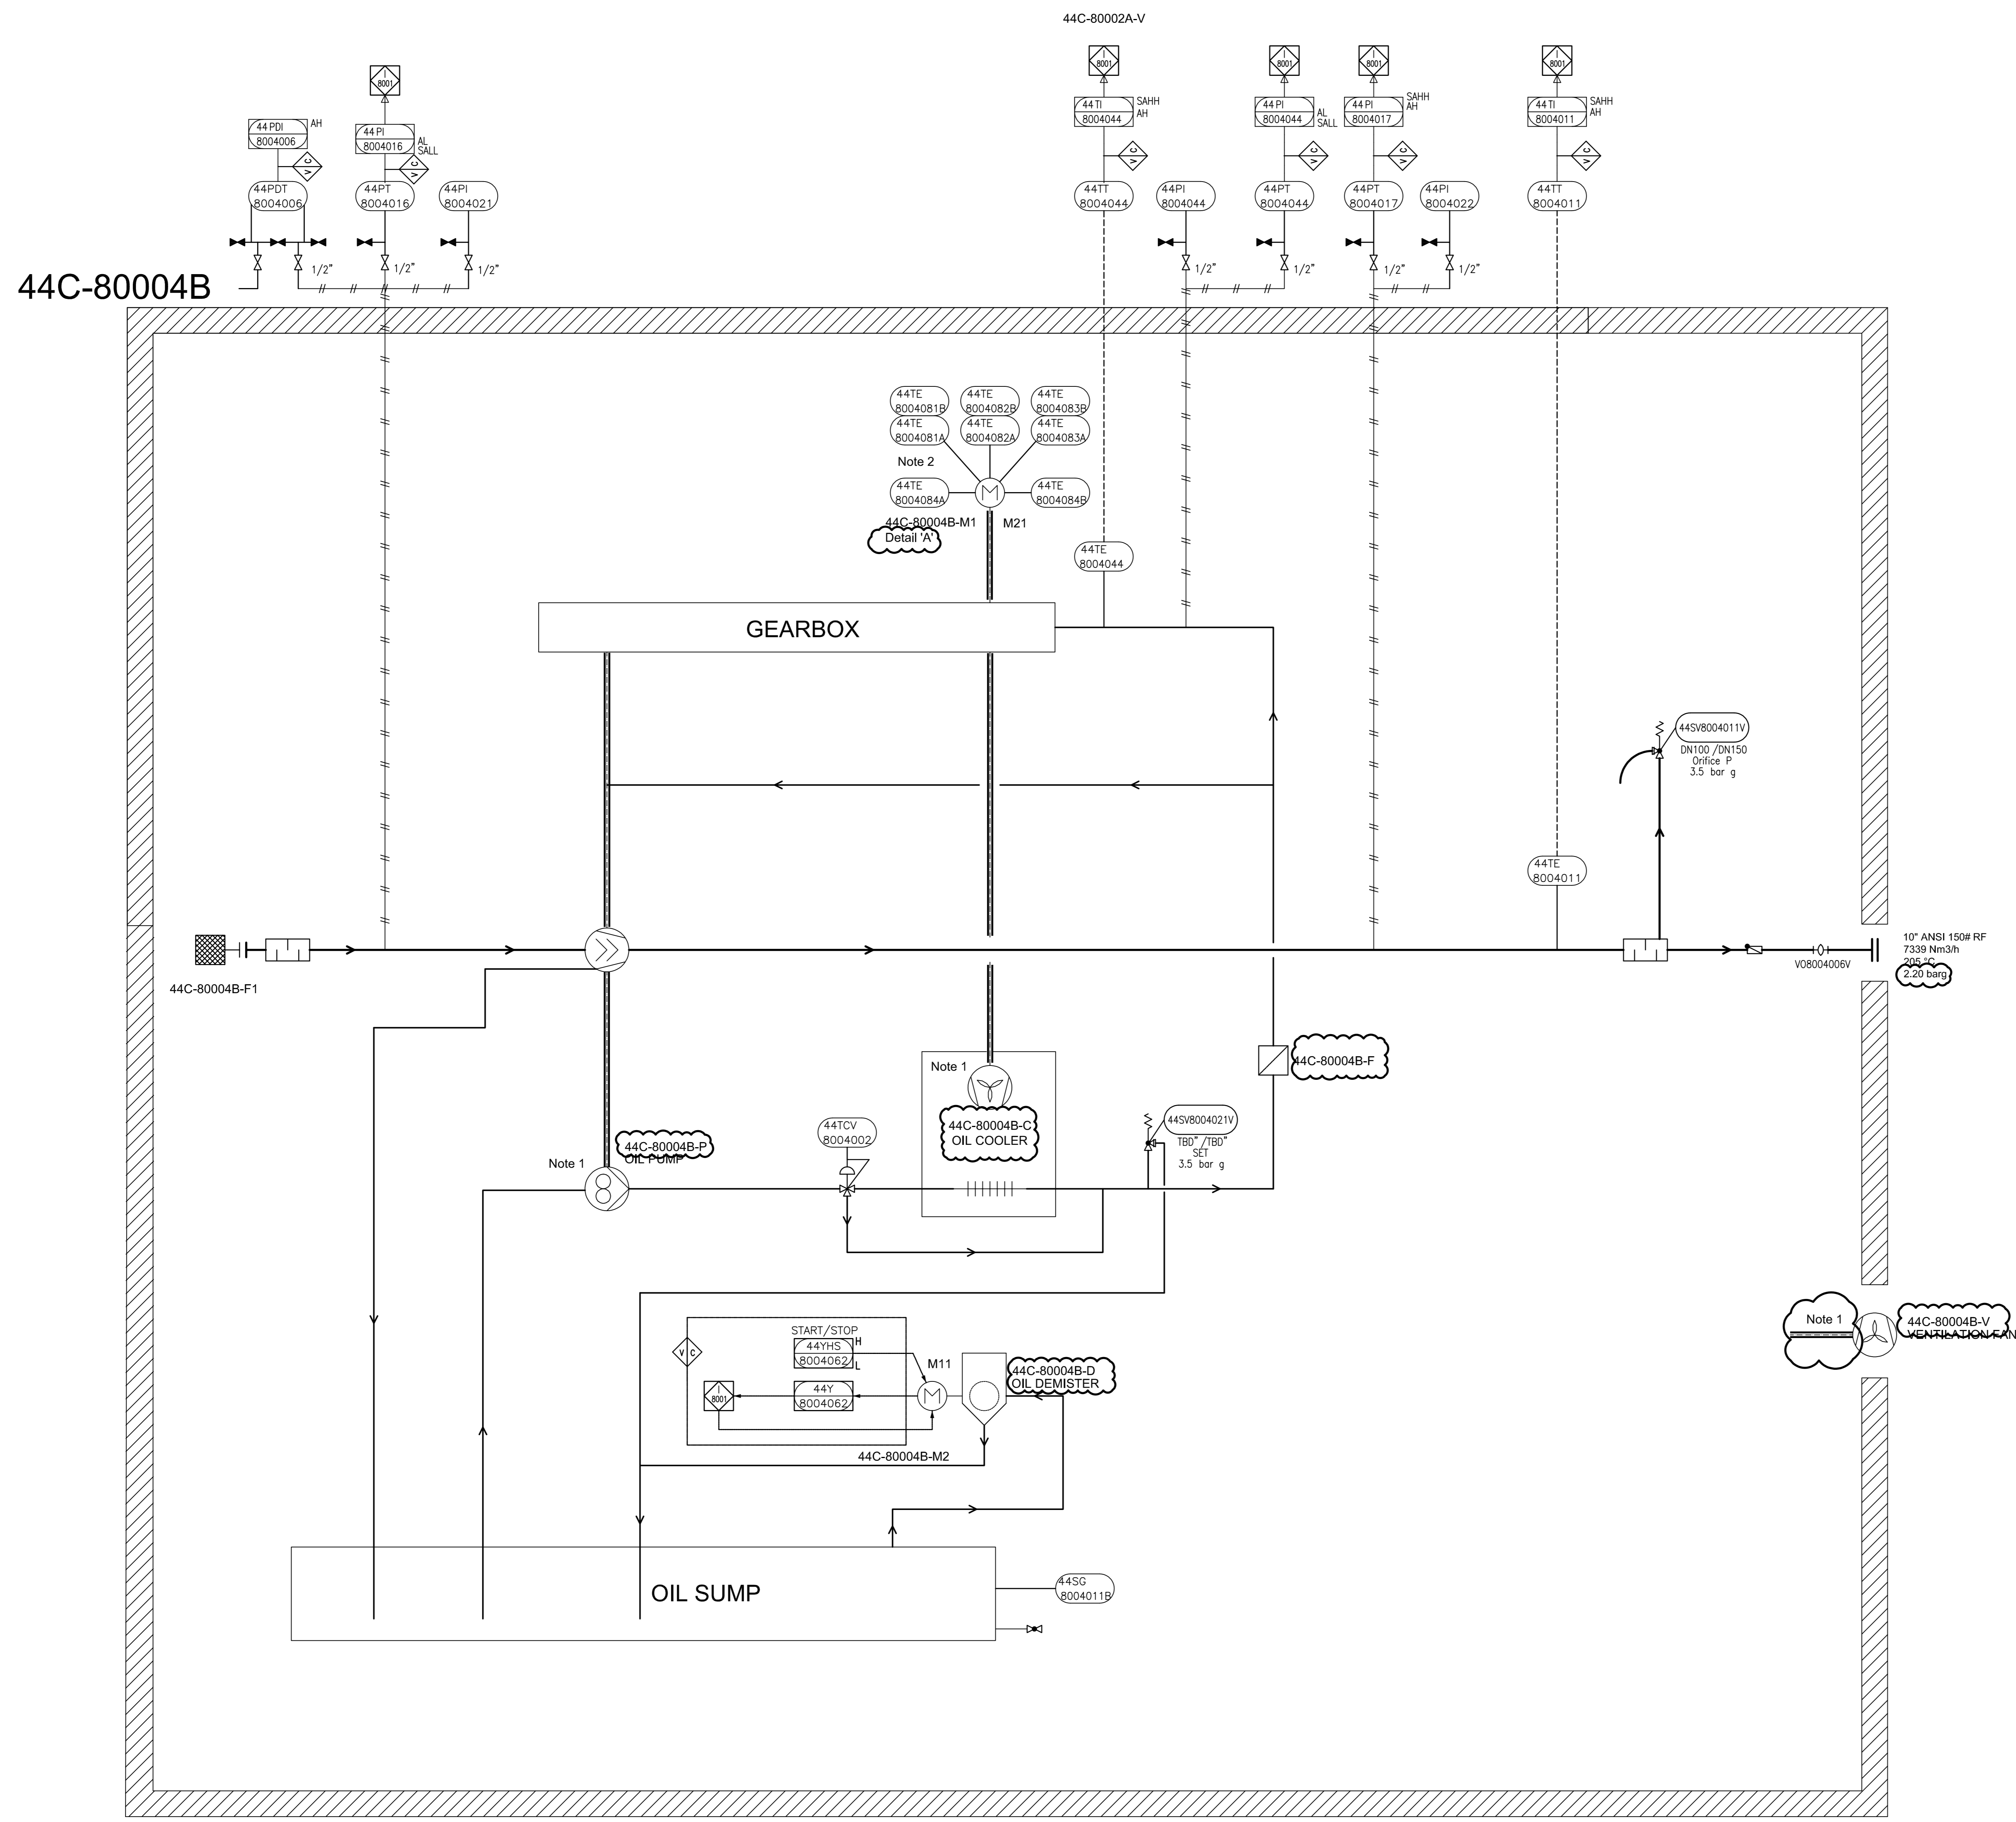 44C-80002A-V
I
8001
I
8001
I
8001
I
8001
I
8001
44 PDI
8004006
AH
44 PI
8004016
AL
SALL
44 TI
8004044
SAHH
AH
44 PI
8004044
AL
SALL
44 PI
8004017
SAHH
AH
44 TI
8004011
SAHH
AH
V C
V C
V C
V C
V C
V C
44PDT
8004006
44PT
8004016
44PI
8004021
44TT
8004044
44PI
8004044
44PT
8004044
44PT
8004017
44PI
8004022
44TT
8004011
1/2"
1/2"
1/2"
1/2"
1/2"
1/2"
1/2"
44C-80004B
44TE
8004081B
44TE
8004082B
44TE
8004083B
44TE
8004081A
44TE
8004082A
44TE
8004083A
Note 2
44TE
8004084A
M
44TE
8004084B
44C-80004B-M1
M21
Detail 'A'
44TE
8004044
GEARBOX
44SV8004011V
DN100 /DN150
Orifice P
3.5 bar g
44TE
8004011
44C-80004B-F1
VO8004006V
10" ANSI 150# RF
7339 Nm3/h
205 °C
2.20 barg
44C-80004B-F
Note 1
44C-80004B-C
OIL COOLER
44C-80004B-P
OIL PUMP
Note 1
44TCV
8004002
44SV8004021V
TBD" /TBD"
SET
3.5 bar g
Note 1
44C-80004B-V
VENTILATION FAN
START/STOP
44YHS
8004062
H
L
V C
M11
44C-80004B-D
OIL DEMISTER
I
8001
44Y
8004062
M
44C-80004B-M2
OIL SUMP
44SG
8004011B